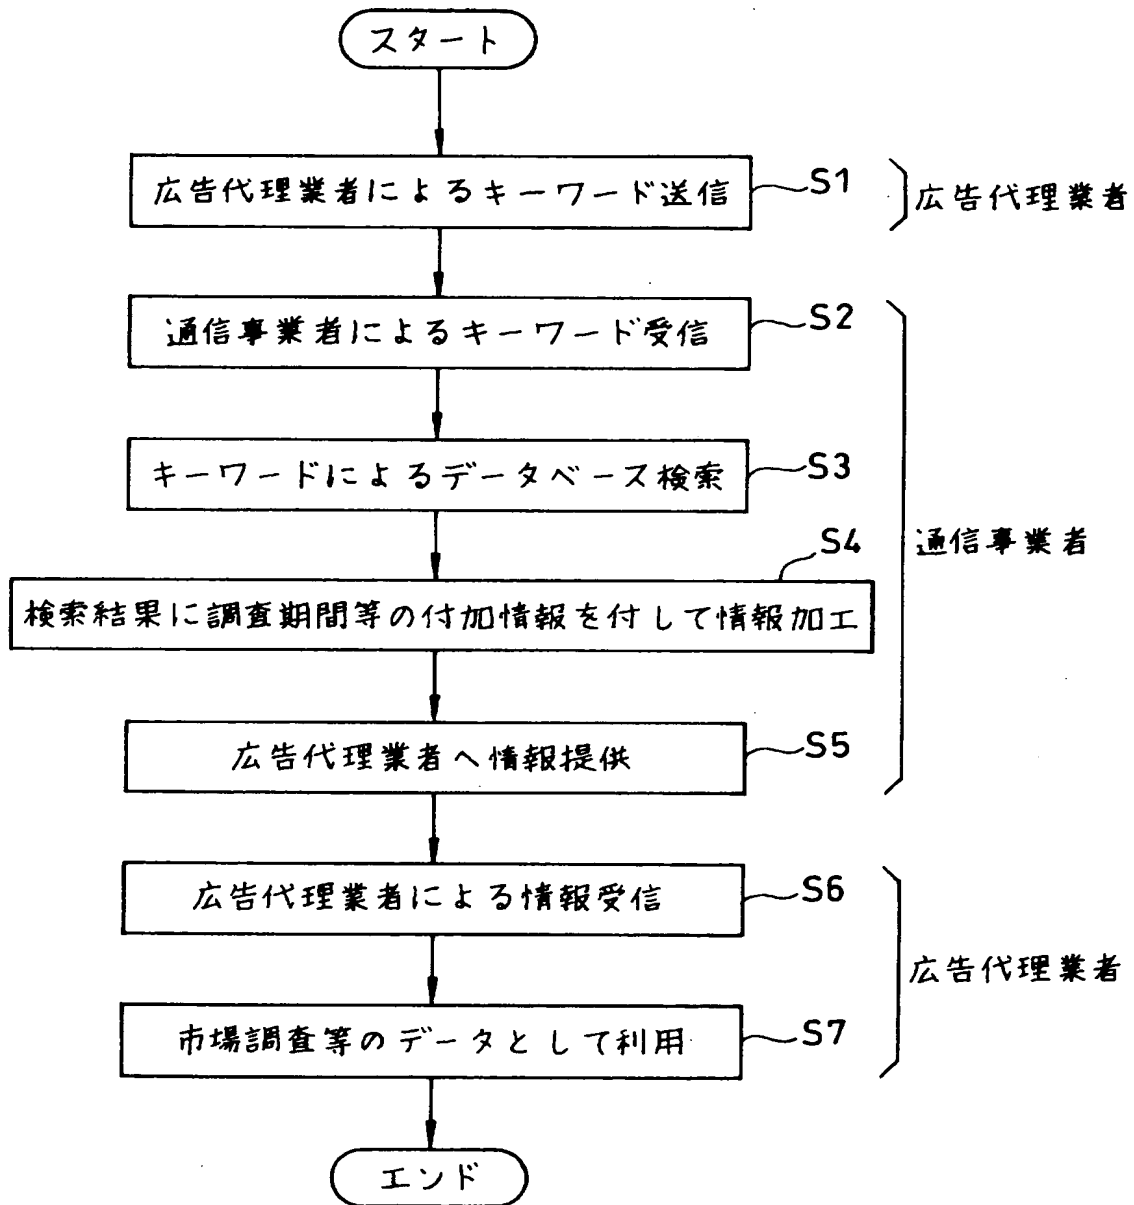 スタート
広告代理業者によるキーワード送信
S1
広告代理業者
通信事業者によるキーワード受信
S2
キーワードによるデータベース検索
S3
通信事業者
S4
検索結果に調査期間等の付加情報を付して情報加工
広告代理業者へ情報提供
S5
広告代理業者による情報受信
S6
広告代理業者
市場調査等のデータとして利用
S7
エンド